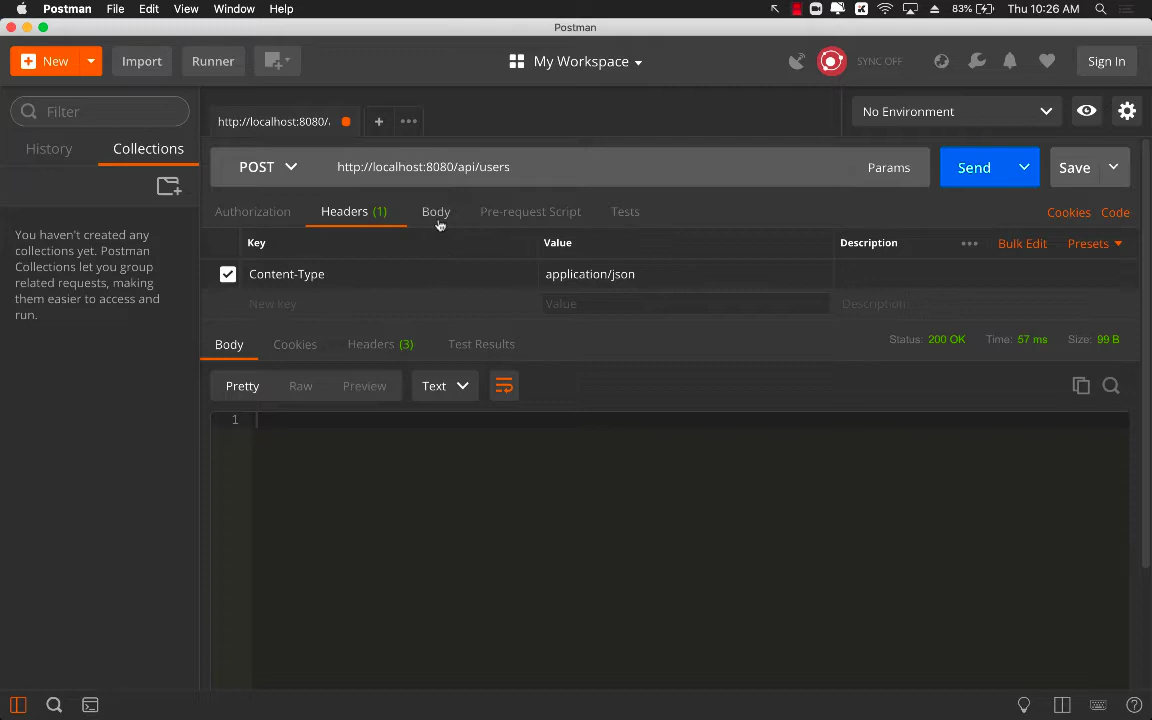 Postman File Edit View Window Help 83% Thu 10:26 AM
Postman
New Import Runner My Workspace SYNC OFF Sign In
Filter http://localhost:8080/. No Environment
History Collections
POST http://localhost:8080/api/users Params Send Save
Authorization Headers (1) Body Pre-request Script Tests Cookies Code
Key Value Description Bulk Edit Presets
Content-Type application/json
New key Value Description
You haven't created any
collections yet. Postman
Collections let you group
related requests, making
them easier to access and
run.
Body Cookies Headers (3) Test Results Status: 200 OK Time: 57 ms Size: 99 B
Pretty Raw Preview Text
1